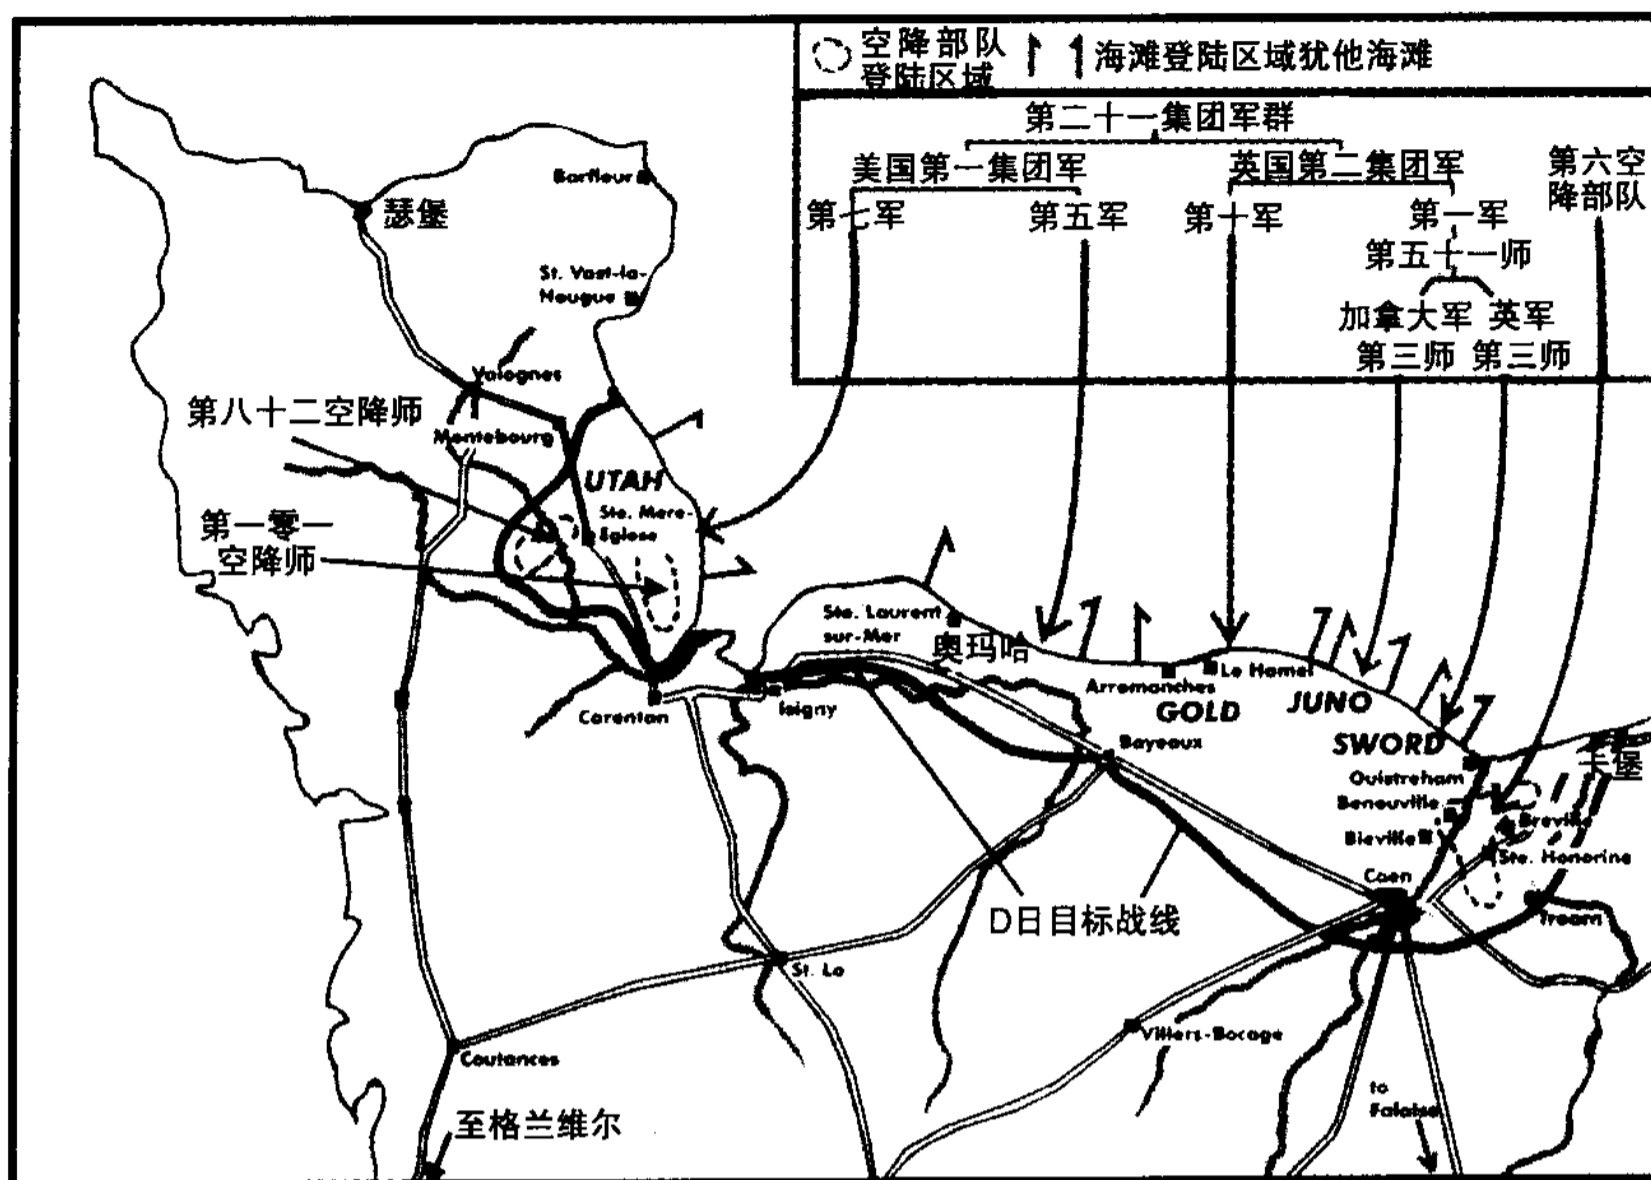 空降部队
登陆区域
海滩登陆区域犹他海滩
第二十一集团军群
美国第一集团军
英国第二集团军
第六空
降部队
第七军
第五军
第十军
第一军
第五十一师
加拿大军
第三师
英军
第三师
Barfleur
瑟堡
St. Vast-la-
Hougue
Valognes
第八十二空降师
Montebourg
UTAH
Ste. Mere-
Eglese
第一零一
空降师
Ste. Laurent
sur-Mer
奥玛哈
Arromanches
Le Hamel
GOLD
JUNO
SWORD
Carentan
Isigny
Bayeaux
卡堡
Ouistreham
Benouville
Bieville
Breville
Ste. Honorine
Caen
Troarn
D日目标战线
St. Lo
Villers-Bocage
Coutances
to
Falaise
至格兰维尔